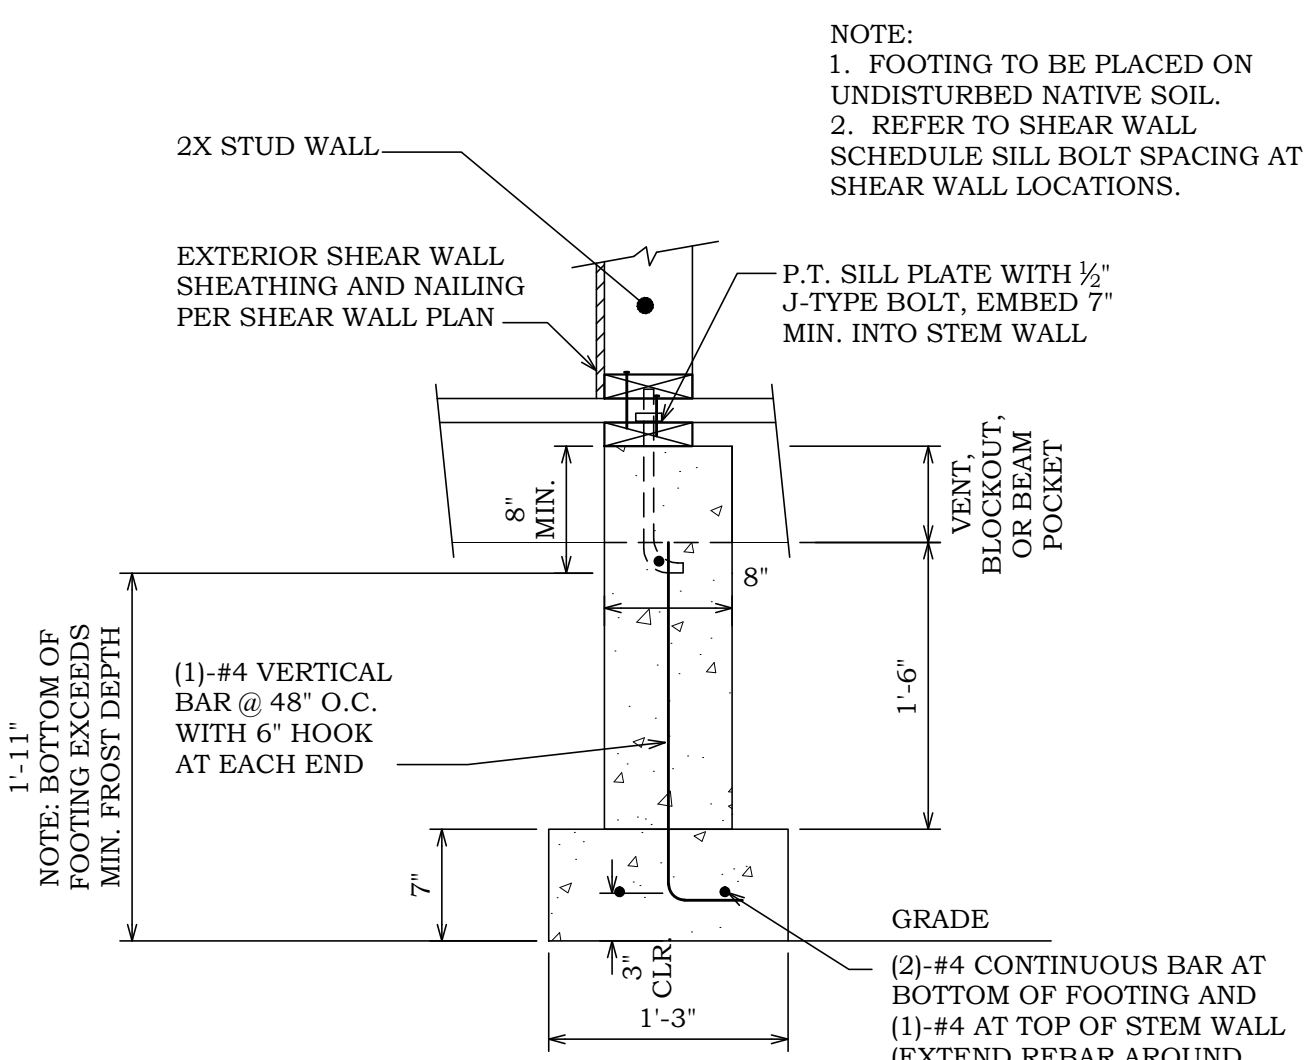 NOTE:
1. FOOTING TO BE PLACED ON
UNDISTURBED NATIVE SOIL.
2. REFER TO SHEAR WALL
SCHEDULE SILL BOLT SPACING AT
SHEAR WALL LOCATIONS.
2X STUD WALL
EXTERIOR SHEAR WALL
SHEATHING AND NAILING
PER SHEAR WALL PLAN
P.T. SILL PLATE WITH ½"
J-TYPE BOLT, EMBED 7"
MIN. INTO STEM WALL
8"
MIN.
VENT,
BLOCKOUT,
OR BEAM
POCKET
8"
1'-11"
NOTE: BOTTOM OF
FOOTING EXCEEDS
MIN. FROST DEPTH
(1)-#4 VERTICAL
BAR @ 48" O.C.
WITH 6" HOOK
AT EACH END
1'-6"
7"
3"
CLR.
1'-3"
GRADE
(2)-#4 CONTINUOUS BAR AT
BOTTOM OF FOOTING AND
(1)-#4 AT TOP OF STEM WALL
(EXTEND REBAR AROUND